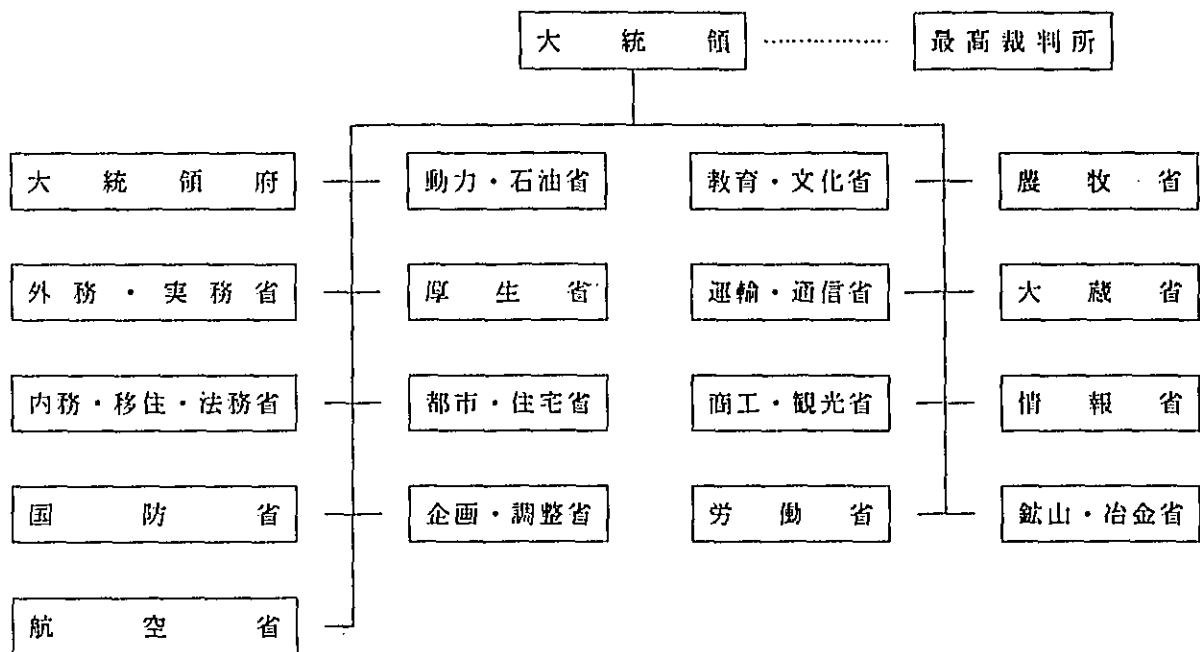 大統領 最高裁判所
大統領府 動力・石油省 教育・文化省 農牧省
外務・実務省 厚生省 運輸・通信省 大蔵省
内務・移住・法務省 都市・住宅省 商工・観光省 情報省
国防省 企画・調整省 労働省 鉱山・冶金省
航空省